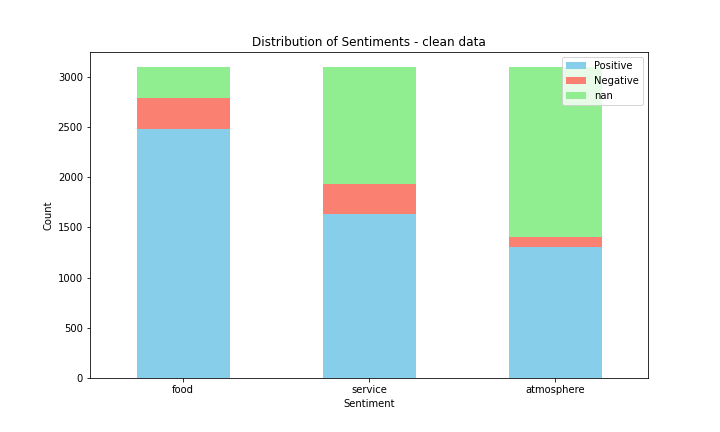 Distribution of Sentiments - clean data
Positive
Negative
nan
3000
2500
2000
1500
1000
500
0
Count
food
service
atmosphere
Sentiment